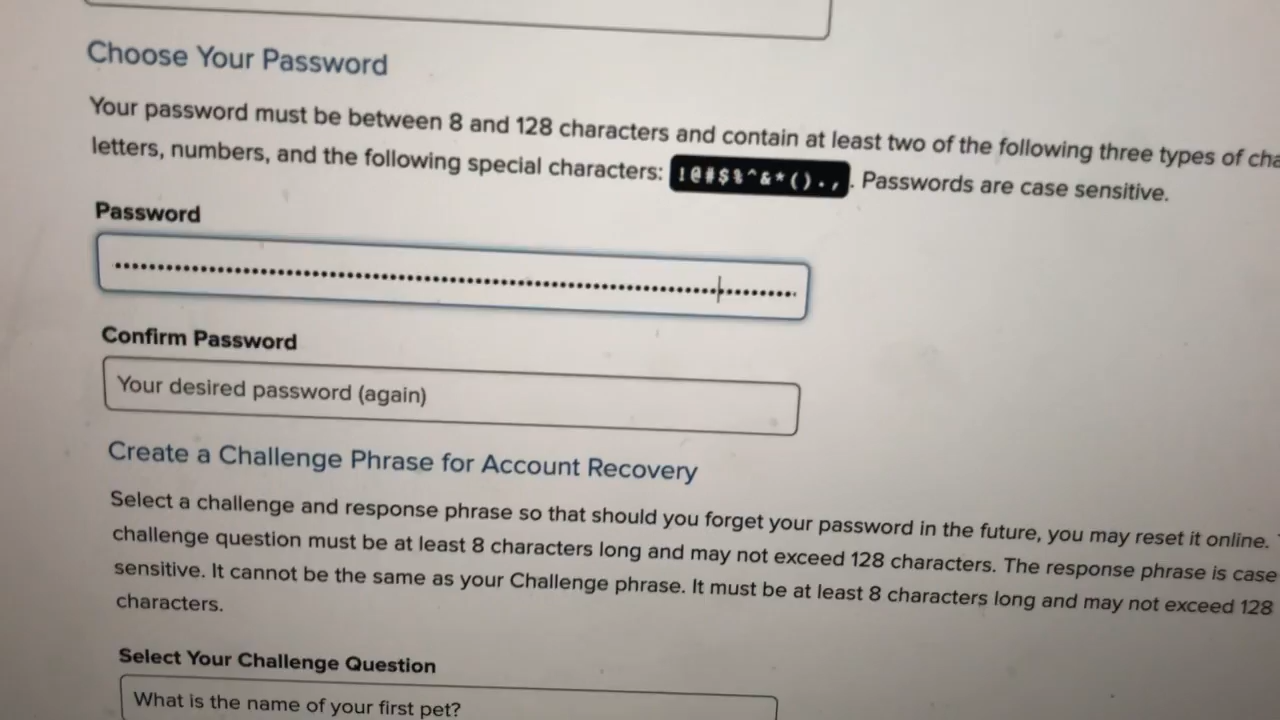 Choose Your Password
Your password must be between 8 and 128 characters and contain at least two of the following three types of cha
letters, numbers, and the following special characters: !@#$%^&*().,. Passwords are case sensitive.
Password
Confirm Password
Your desired password (again)
Create a Challenge Phrase for Account Recovery
Select a challenge and response phrase so that should you forget your password in the future, you may reset it online.
challenge question must be at least 8 characters long and may not exceed 128 characters. The response phrase is case
sensitive. It cannot be the same as your Challenge phrase. It must be at least 8 characters long and may not exceed 128
characters.
Select Your Challenge Question
What is the name of your first pet?